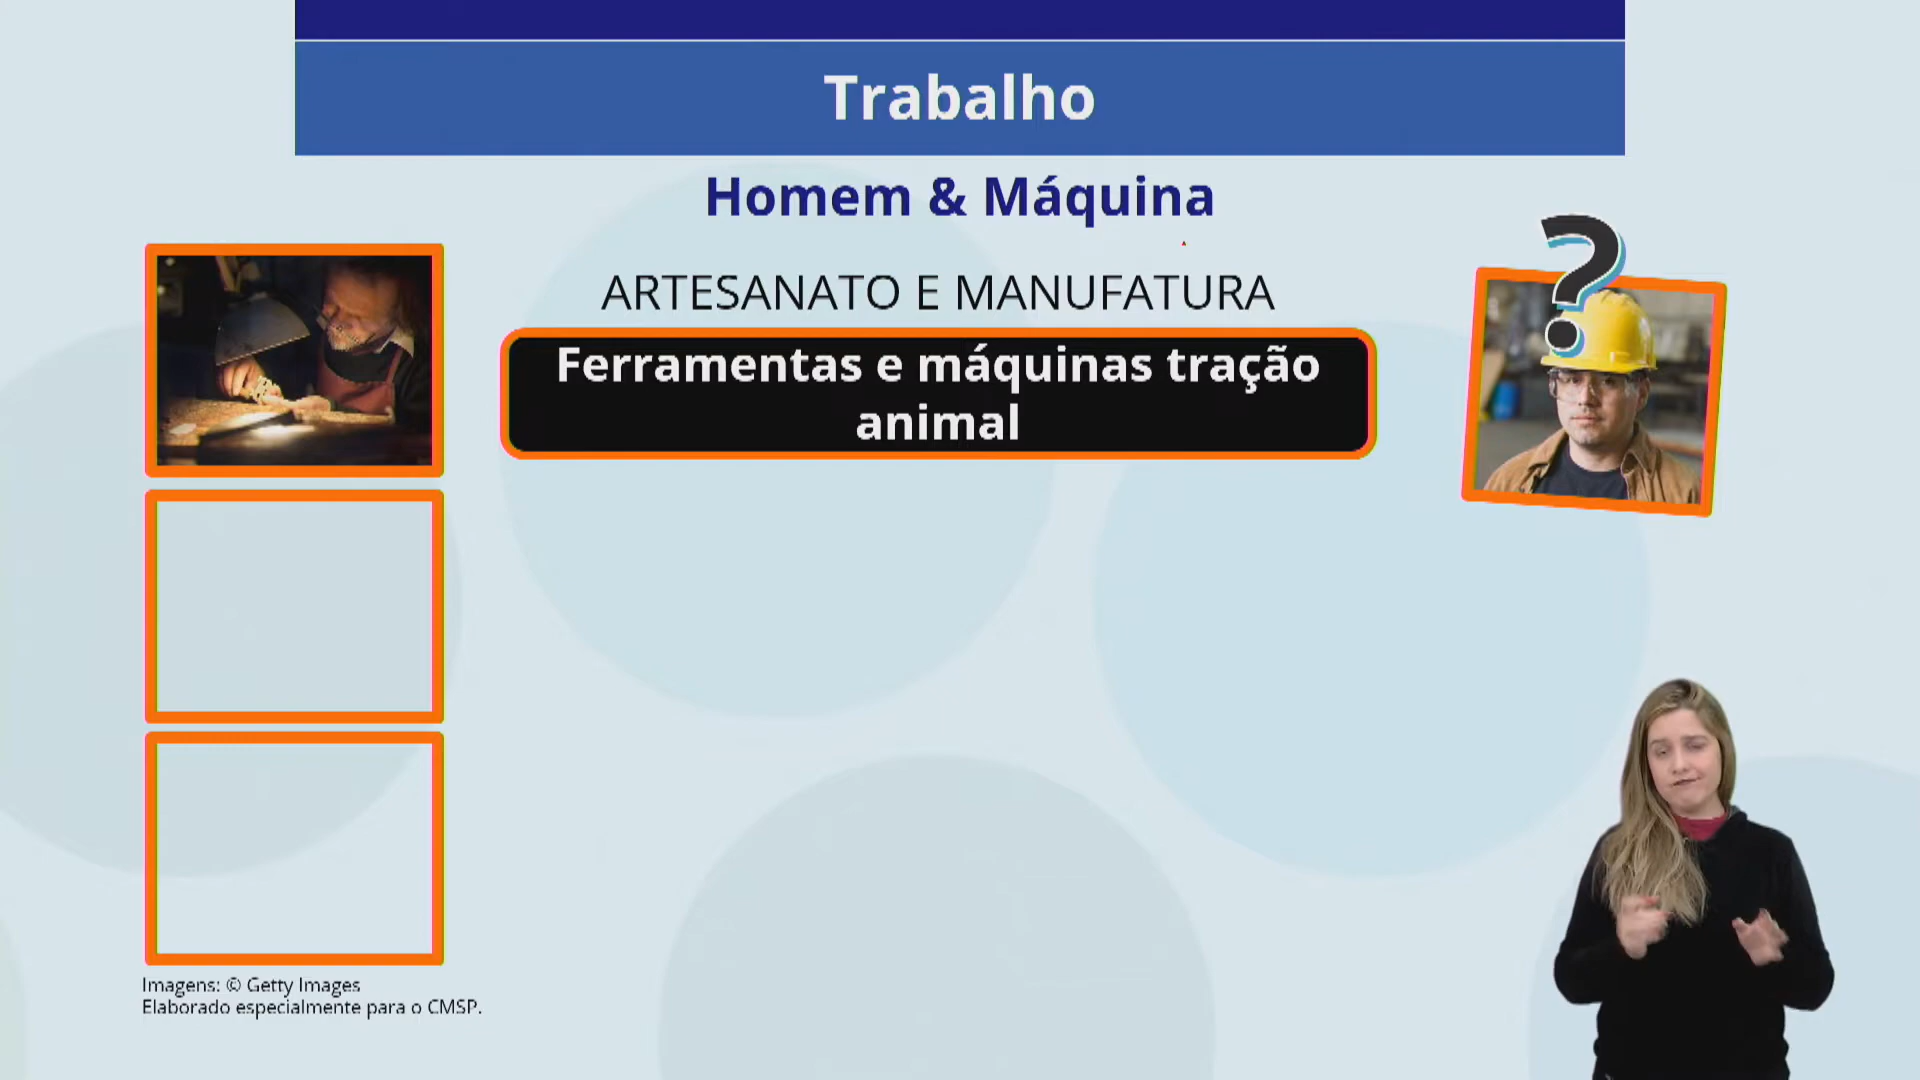 Trabalho
Homem & Máquina
ARTESANATO E MANUFATURA
?
Ferramentas e máquinas tração
animal
Imagens: © Getty Images
Elaborado especialmente para o CMSP.